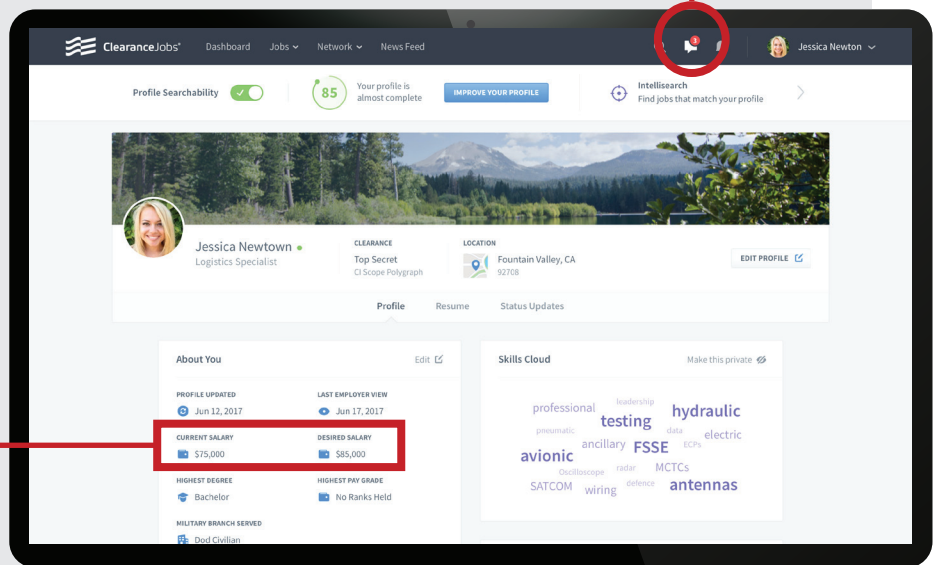 ClearanceJobs® Dashboard Jobs Network News Feed 3 Jessica Newton
Profile Searchability
85
Your profile is
almost complete
IMPROVE YOUR PROFILE
Intellisearch
Find jobs that match your profile
Jessica Newtown
Logistics Specialist
CLEARANCE
Top Secret
CI Scope Polygraph
LOCATION
Fountain Valley, CA
92708
EDIT PROFILE
Profile Resume Status Updates
About You Edit
PROFILE UPDATED
Jun 12, 2017
LAST EMPLOYER VIEW
Jun 17, 2017
CURRENT SALARY
$75,000
DESIRED SALARY
$85,000
HIGHEST DEGREE
Bachelor
HIGHEST PAY GRADE
No Ranks Held
MILITARY BRANCH SERVED
Dod Civilian
Skills Cloud Make this private
leadership
professional
hydraulic
testing
pneumatic
data
electric
ancillary
FSSE
ECPs
avionic
Oscilloscope
radar
MCTCs
SATCOM
wiring
defence
antennas